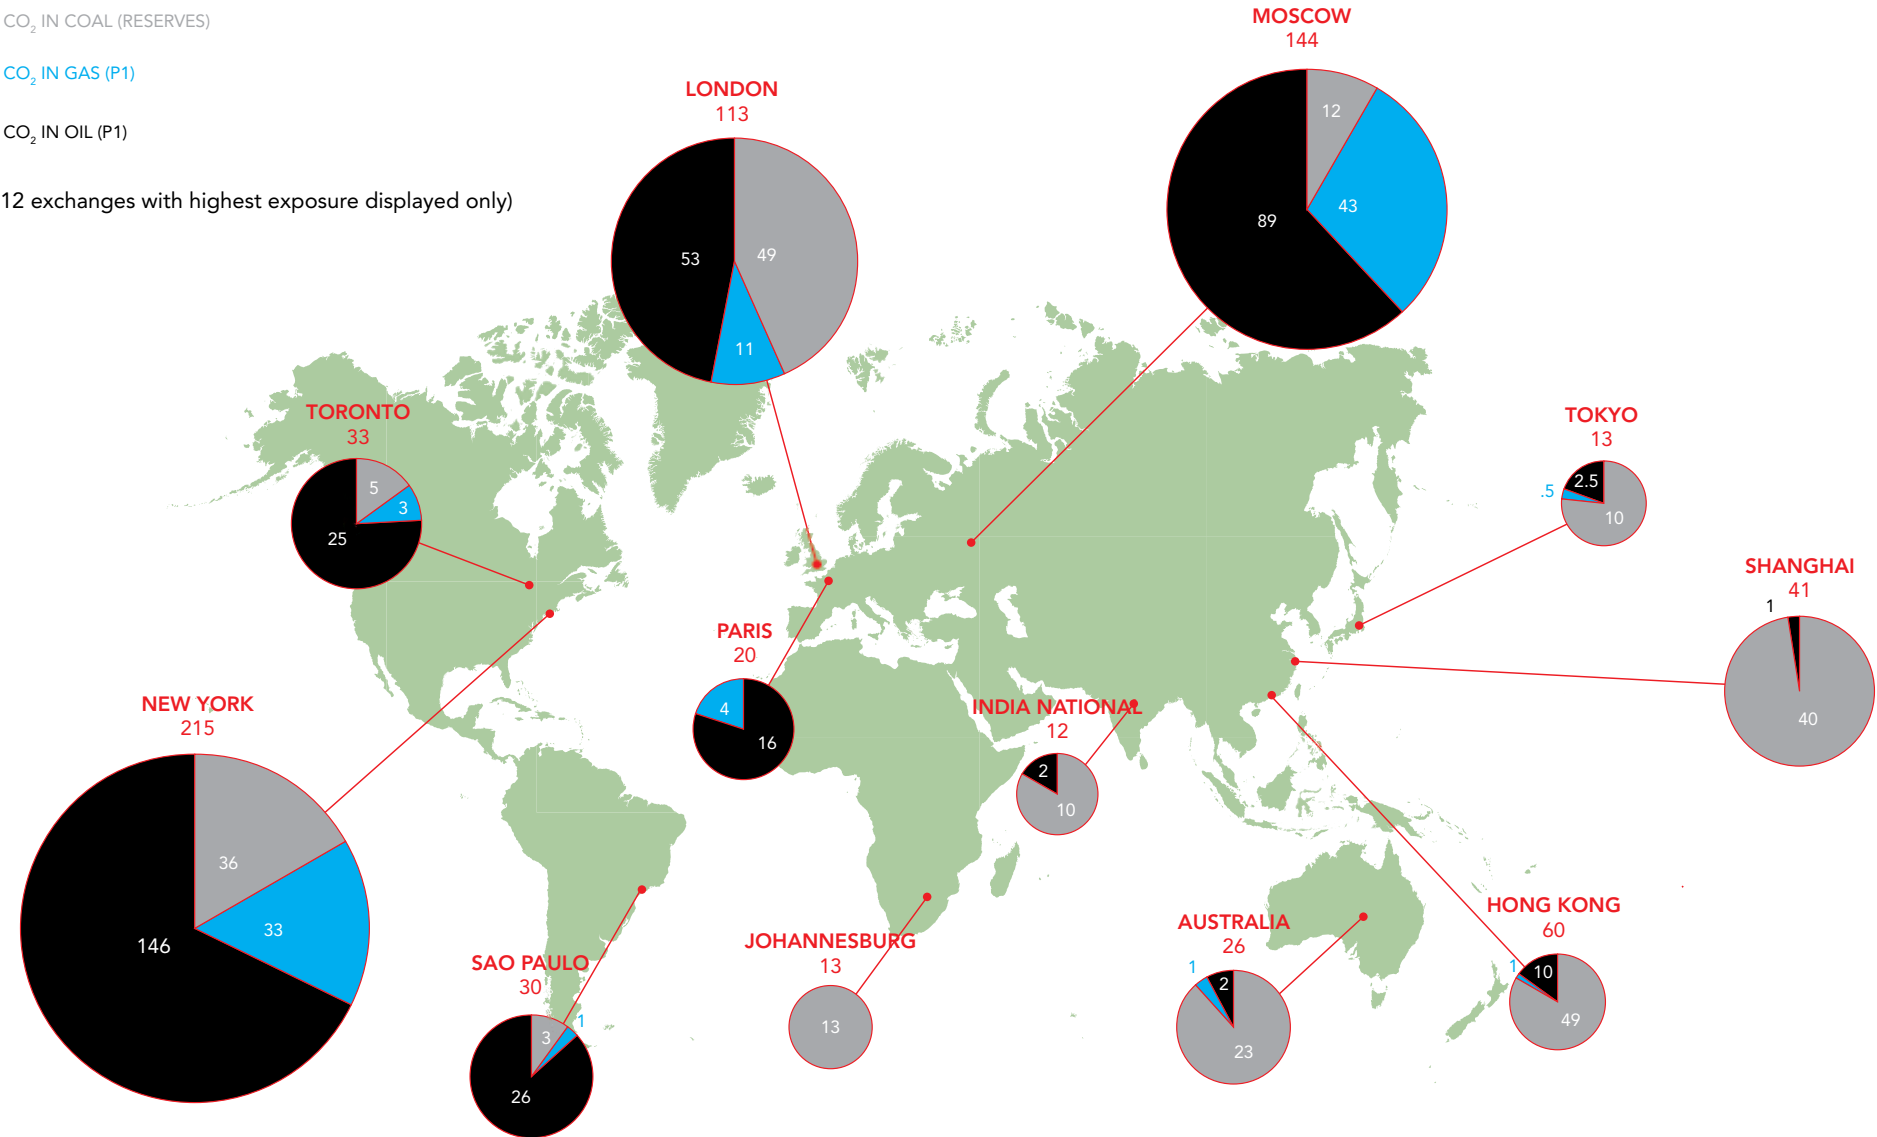 CO₂ IN COAL (RESERVES)
CO₂ IN GAS (P1)
CO₂ IN OIL (P1)
12 exchanges with highest exposure displayed only)
MOSCOW
144
12
43
89
LONDON
113
53
49
11
TORONTO
33
5
3
25
TOKYO
13
.5
2.5
10
SHANGHAI
41
1
40
PARIS
20
4
16
INDIA NATIONAL
12
2
10
NEW YORK
215
36
33
146
SAO PAULO
30
3
1
26
JOHANNESBURG
13
13
AUSTRALIA
26
1
2
23
HONG KONG
60
1
10
49